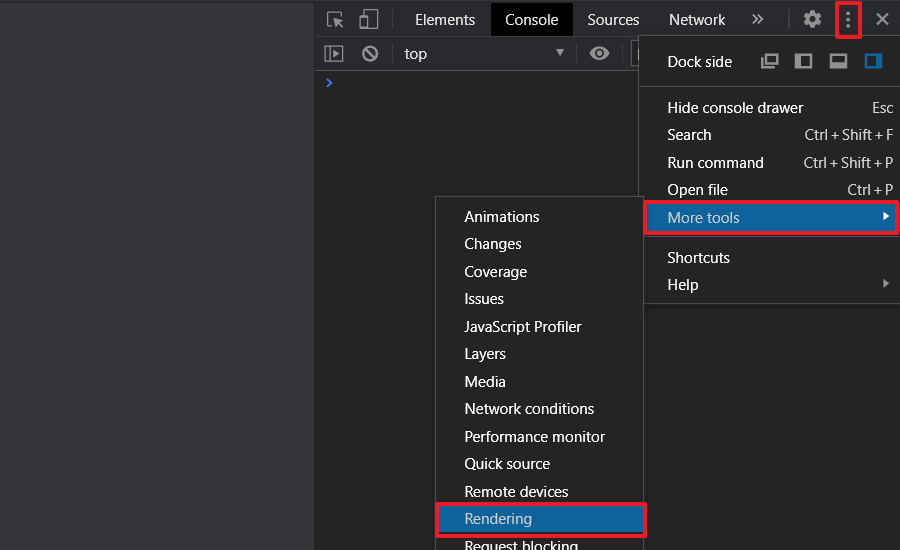 Elements Console Sources Network »
top
Dock side
Hide console drawer Esc
Search Ctrl + Shift + F
Run command Ctrl + Shift + P
Open file Ctrl + P
More tools
Shortcuts
Help
Animations
Changes
Coverage
Issues
JavaScript Profiler
Layers
Media
Network conditions
Performance monitor
Quick source
Remote devices
Rendering
Request blocking